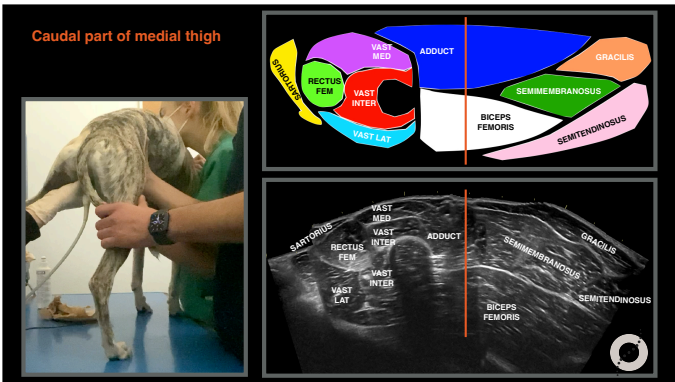 Caudal part of medial thigh
SARTORIUS
VAST
MED
RECTUS
FEM
VAST
INTER
VAST LAT
ADDUCT
GRACILIS
SEMIMEMBRANOSUS
BICEPS
FEMORIS
SEMITENDINOSUS
SARTORIUS
VAST
MED
VAST
INTER
RECTUS
FEM
VAST
INTER
VAST
LAT
ADDUCT
GRACILIS
SEMIMEMBRANOSUS
SEMITENDINOSUS
BICEPS
FEMORIS